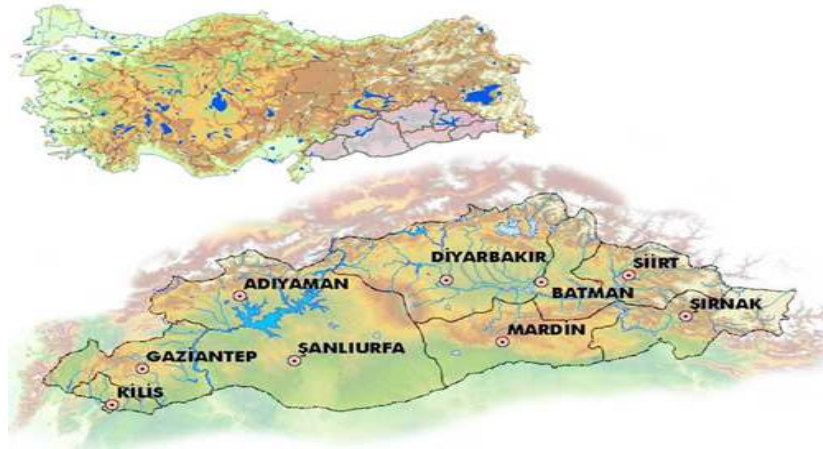 DİYARBAKIR
SİİRT
ADIYAMAN
BATMAN
ŞIRNAK
MARDİN
GAZİANTEP
ŞANLIURFA
KİLİS